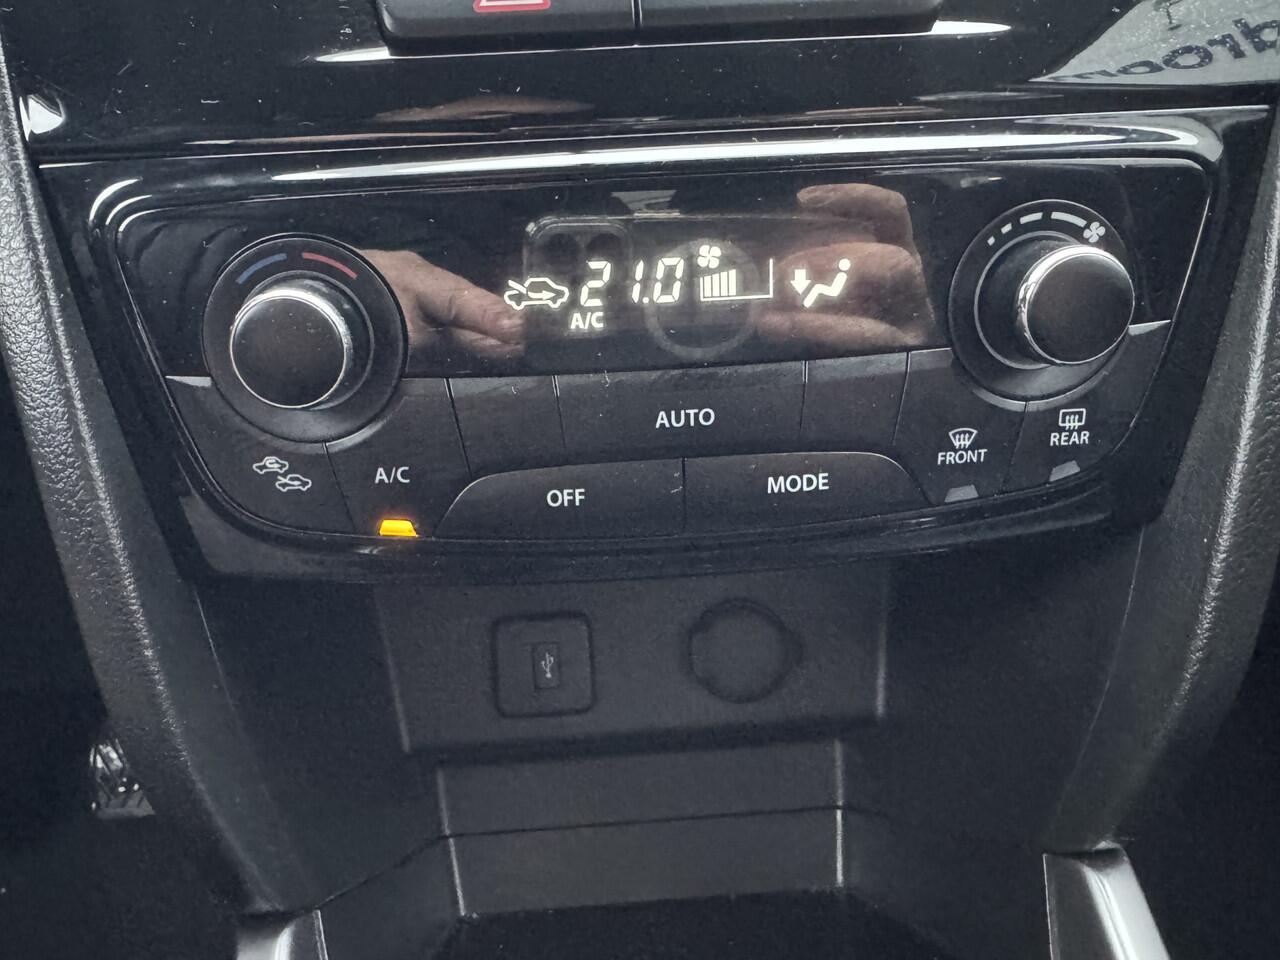 21.0
A/C
AUTO
A/C
OFF
MODE
FRONT
REAR